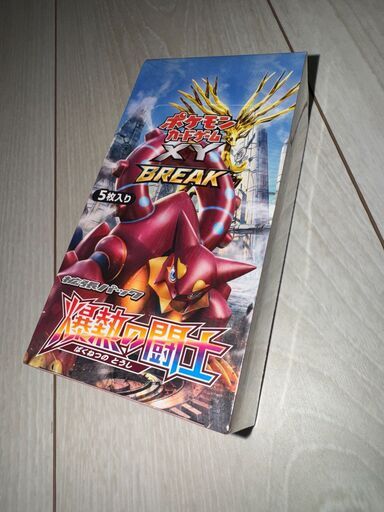 ポケモン
カードゲーム
XY
BREAK
5枚入り
拡張パック
爆熱の闘士
ばくねつの とうし